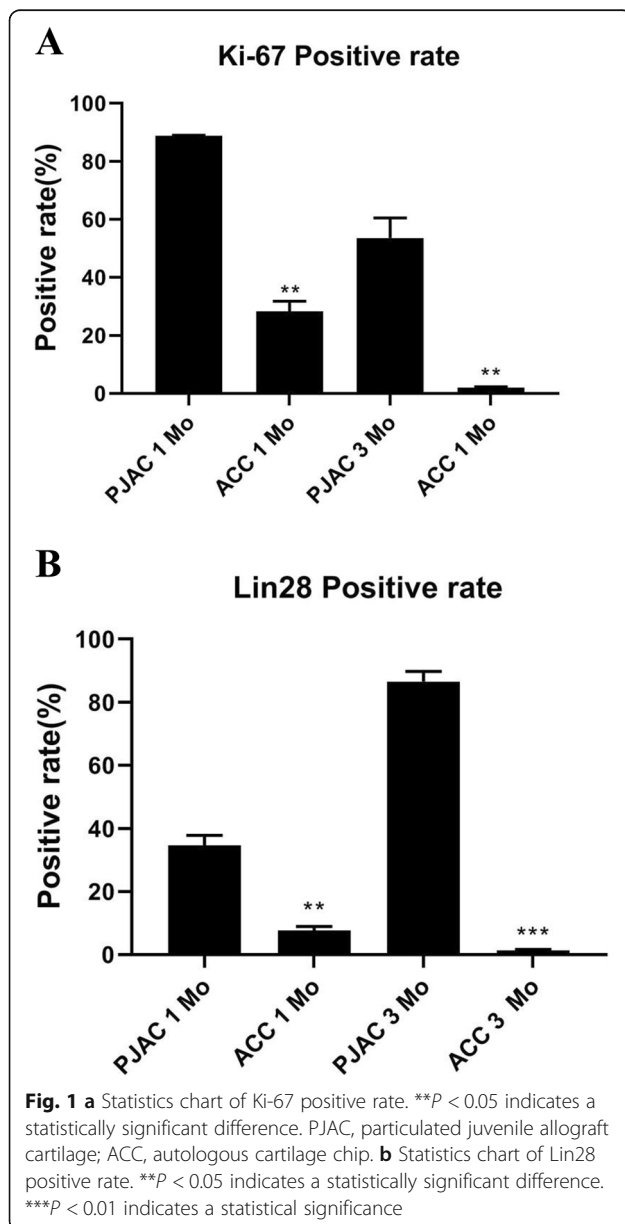 A
Ki-67 Positive rate
Positive rate(%)
100
80
60
40
20
0
**
**
PJAC 1 Mo
ACC 1 Mo
PJAC 3 Mo
ACC 1 Mo
B
Lin28 Positive rate
Positive rate(%)
100
80
60
40
20
0
**
***
PJAC 1 Mo
ACC 1 Mo
PJAC 3 Mo
ACC 3 Mo
Fig. 1 a Statistics chart of Ki-67 positive rate. **P < 0.05 indicates a
statistically significant difference. PJAC, particulated juvenile allograft
cartilage; ACC, autologous cartilage chip. b Statistics chart of Lin28
positive rate. **P < 0.05 indicates a statistically significant difference.
***P < 0.01 indicates a statistical significance